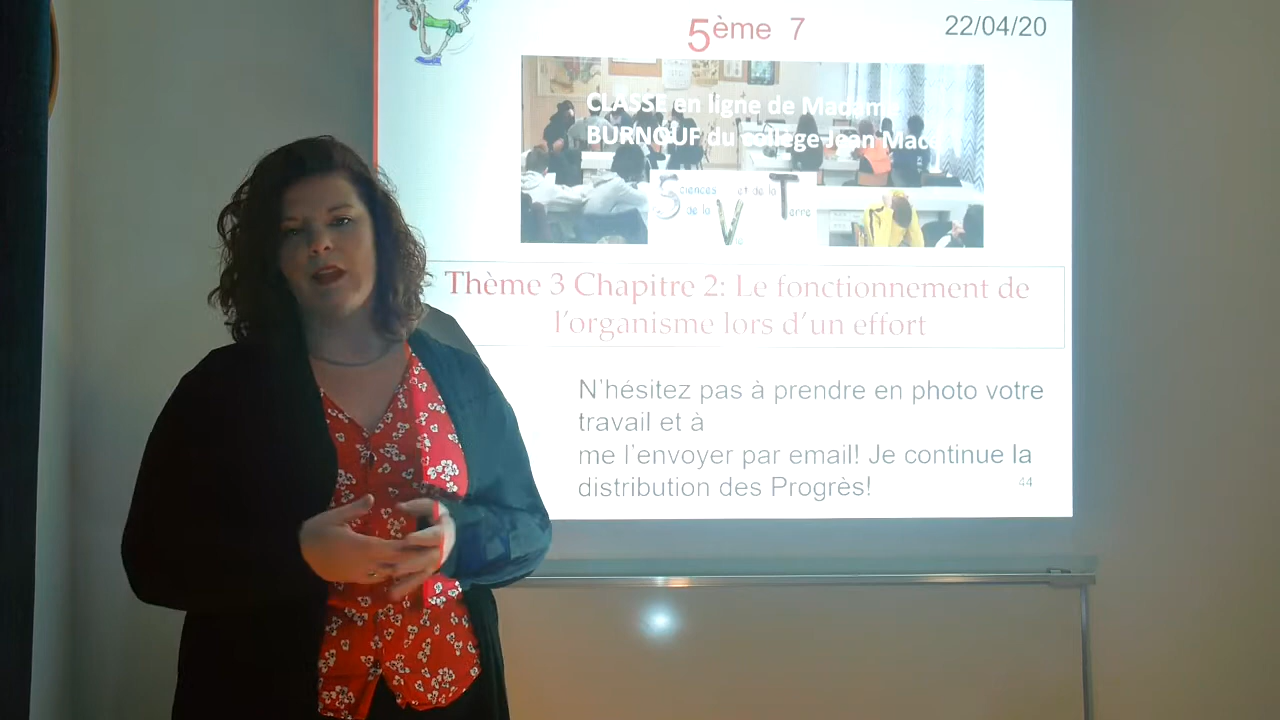 5ème 7
22/04/20
CLASSE en ligne de Madame
BURNOUF du collège Jean Mac
Sciences et de la Terre
de la Vie
Thème 3 Chapitre 2: Le fonctionnement de
l'organisme lors d'un effort
N'hésitez pas à prendre en photo votre
travail et à
me l'envoyer par email! Je continue la
distribution des Progrès!
44